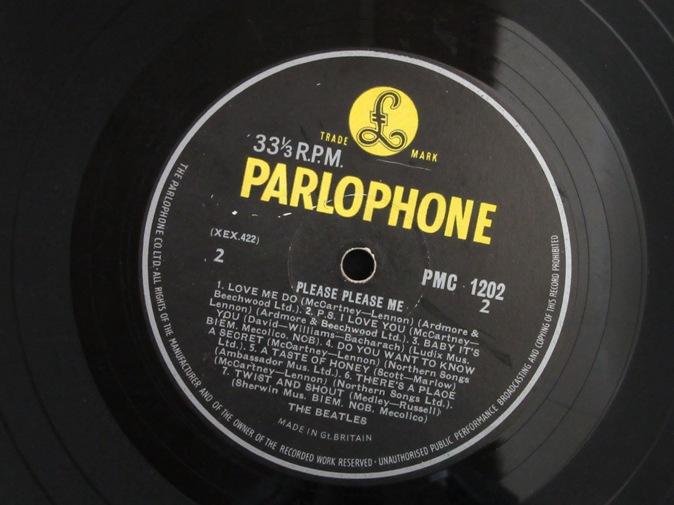 £
TRADE MARK
33⅓ R.P.M.
PARLOPHONE
(XEX.422)
2
PMC 1202
2
PLEASE PLEASE ME
1. LOVE ME DO (McCartney—Lennon) (Ardmore &
Beechwood Ltd.). 2. P.S. I LOVE YOU (McCartney—
Lennon) (Ardmore & Beechwood Ltd.). 3. BABY IT'S
YOU (David—Williams—Bacharach) (Ludix Mus.
BIEM. Mecolico. NCB). 4. DO YOU WANT TO KNOW
A SECRET (McCartney—Lennon) (Northern Songs
Ltd.). 5. A TASTE OF HONEY (Scott—Marlow)
(Ambassador Mus. Ltd.). 6. THERE'S A PLACE
(McCartney—Lennon) (Northern Songs Ltd.).
7. TWIST AND SHOUT (Medley—Russell)
(Sherwin Mus. BIEM. NCB. Mecolico)
THE BEATLES
MADE IN Gt. BRITAIN
THE PARLOPHONE CO. LTD. · ALL RIGHTS OF THE MANUFACTURER AND OF THE OWNER OF THE RECORDED WORK RESERVED · UNAUTHORISED PUBLIC PERFORMANCE BROADCASTING AND COPYING OF THIS RECORD PROHIBITED